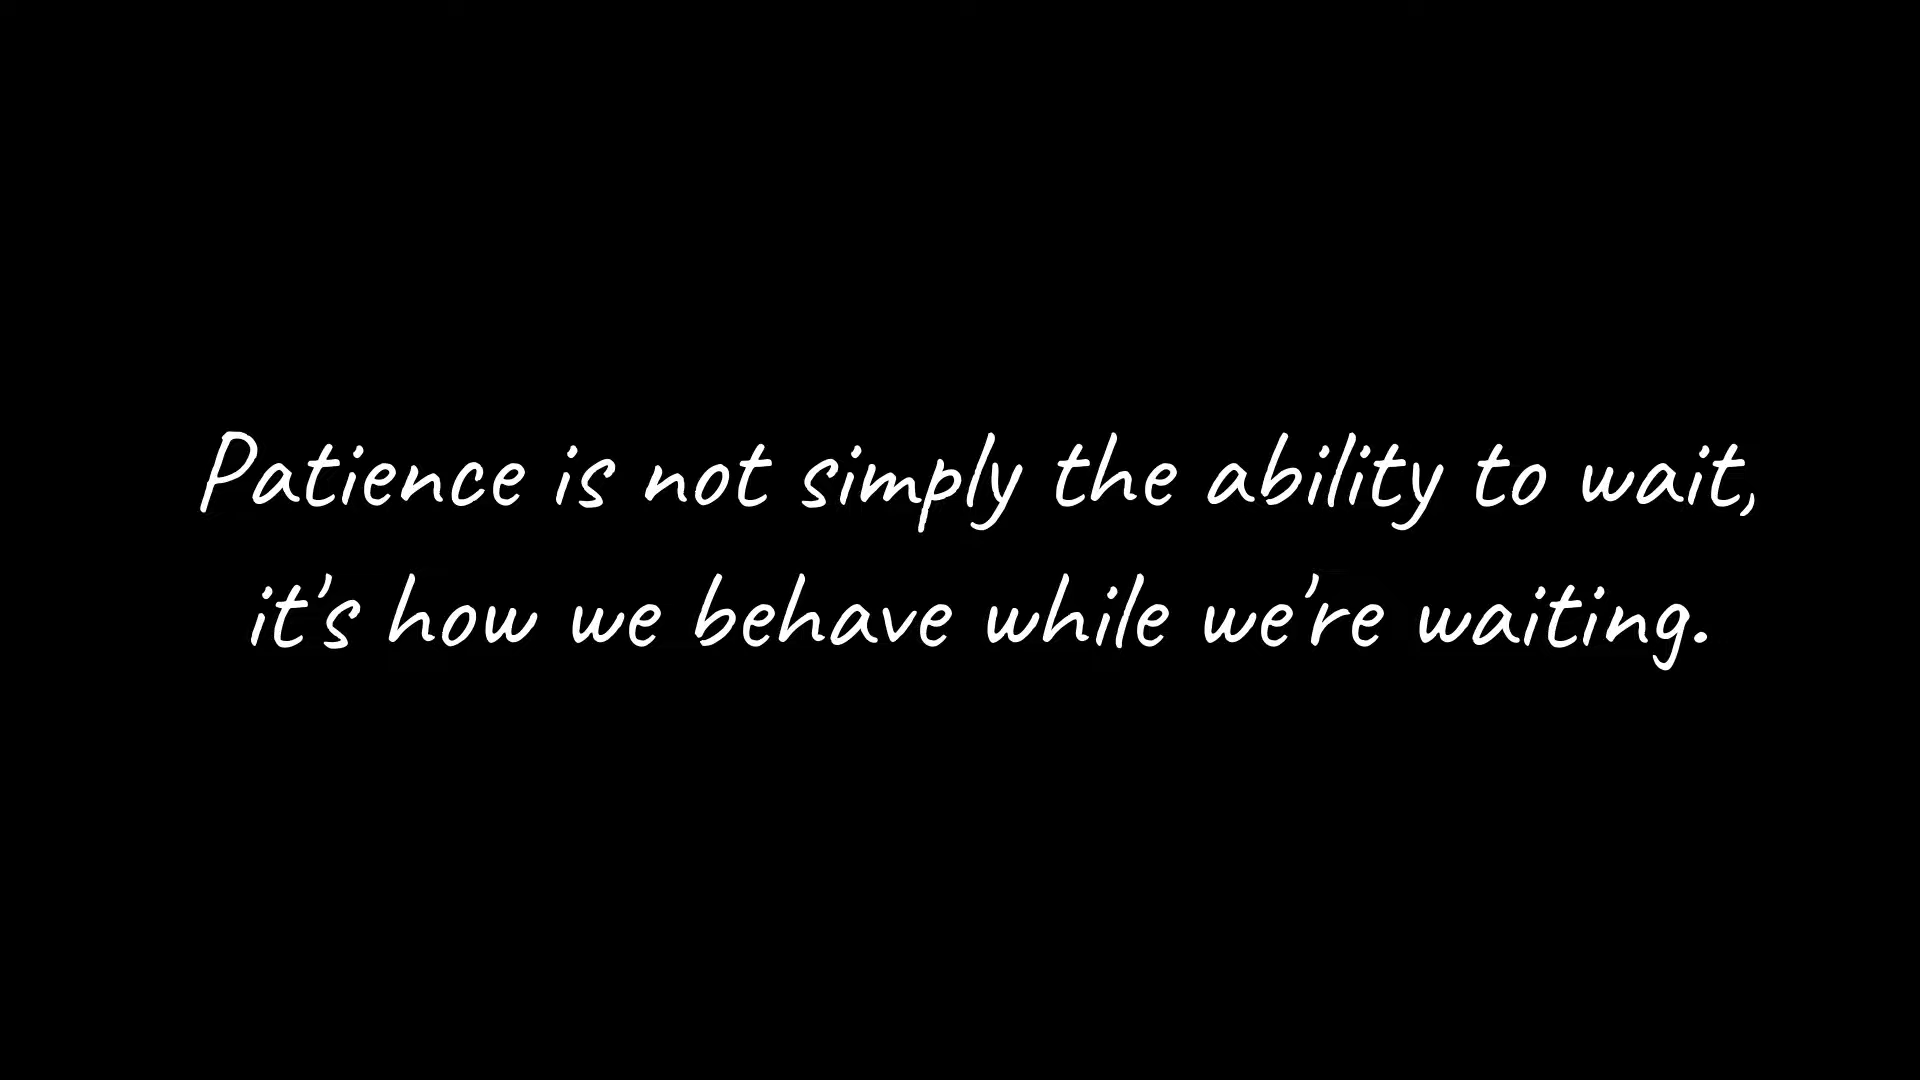 Patience is not simply the ability to wait,
it's how we behave while we're waiting.